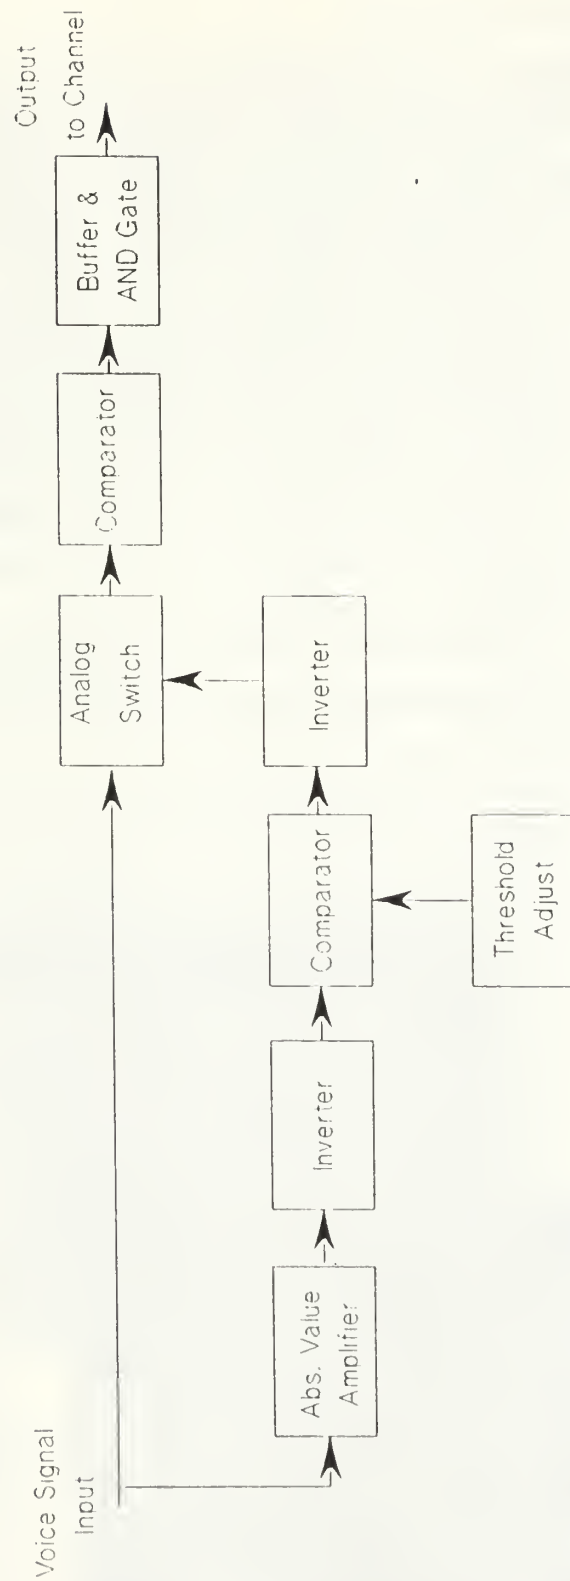 Voice Signal
Input
Abs. Value
Amplifier
Inverter
Comparator
Threshold
Adjust
Inverter
Analog
Switch
Comparator
Buffer &
AND Gate
Output
to Channel